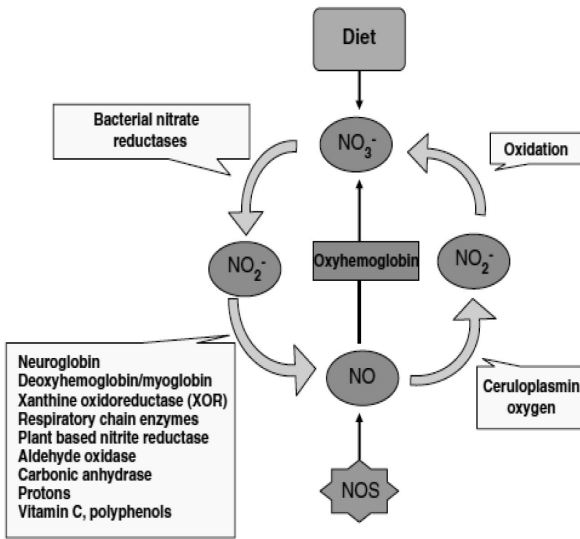 Diet
Bacterial nitrate
reductases
NO₃⁻
Oxidation
NO₂⁻
Oxyhemoglobin
NO₂⁻
Neuroglobin
Deoxyhemoglobin/myoglobin
Xanthine oxidoreductase (XOR)
Respiratory chain enzymes
Plant based nitrite reductase
Aldehyde oxidase
Carbonic anhydrase
Protons
Vitamin C, polyphenols
NO
Ceruloplasmin
oxygen
NOS